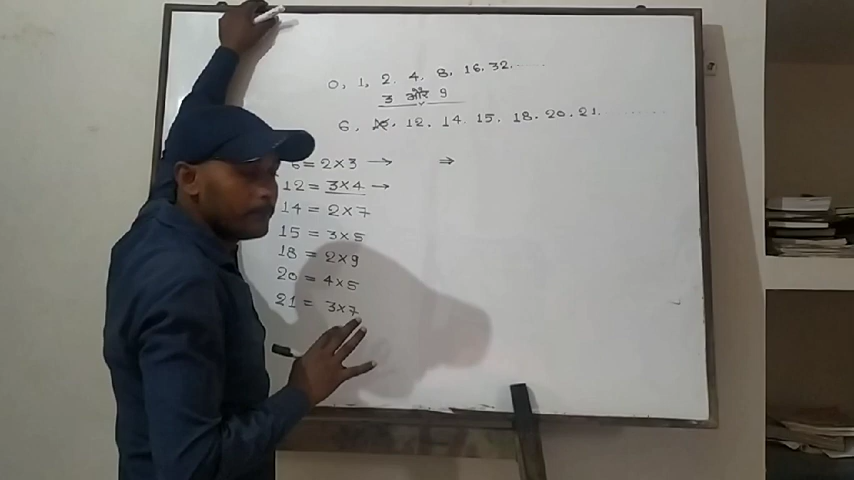 0, 1, 2, 4, 8, 16, 32.......
3 और 9
6, 10, 12, 14, 15, 18, 20, 21.......
6 = 2×3 → ⇒
12 = 3×4 →
14 = 2×7
15 = 3×5
18 = 2×9
20 = 4×5
21 = 3×7